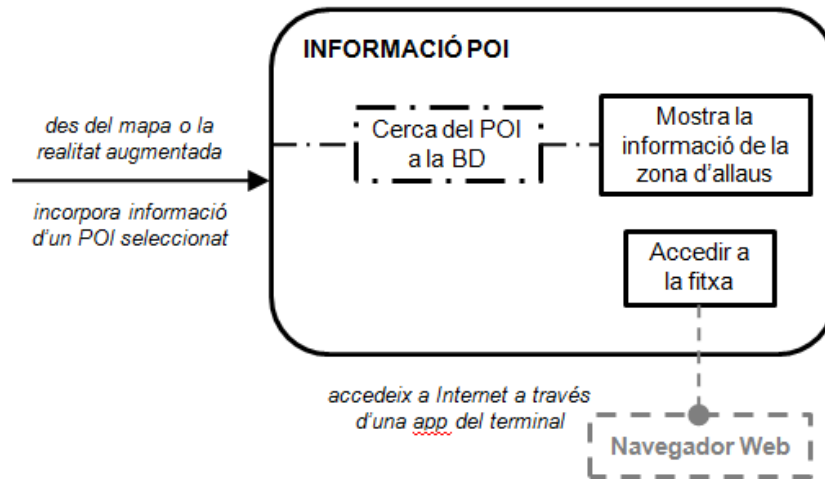 INFORMACIÓ POI
des del mapa o la
realitat augmentada
incorpora informació
d'un POI seleccionat
Cerca del POI
a la BD
Mostra la
informació de la
zona d'allaus
Accedir a
la fitxa
accedeix a Internet a través
d'una app del terminal
Navegador Web